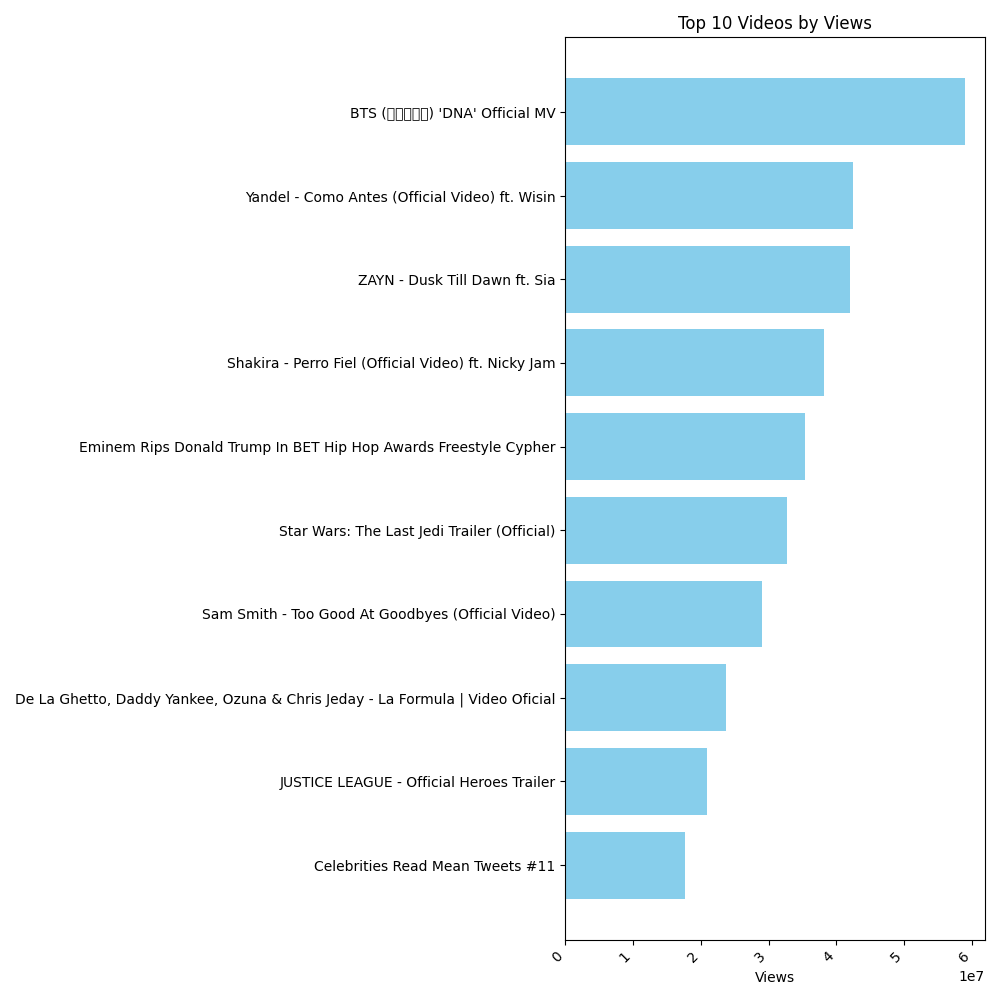 Top 10 Videos by Views
BTS (▯▯▯▯▯) 'DNA' Official MV
Yandel - Como Antes (Official Video) ft. Wisin
ZAYN - Dusk Till Dawn ft. Sia
Shakira - Perro Fiel (Official Video) ft. Nicky Jam
Eminem Rips Donald Trump In BET Hip Hop Awards Freestyle Cypher
Star Wars: The Last Jedi Trailer (Official)
Sam Smith - Too Good At Goodbyes (Official Video)
De La Ghetto, Daddy Yankee, Ozuna & Chris Jeday - La Formula | Video Oficial
JUSTICE LEAGUE - Official Heroes Trailer
Celebrities Read Mean Tweets #11
0 1 2 3 4 5 6
1e7
Views